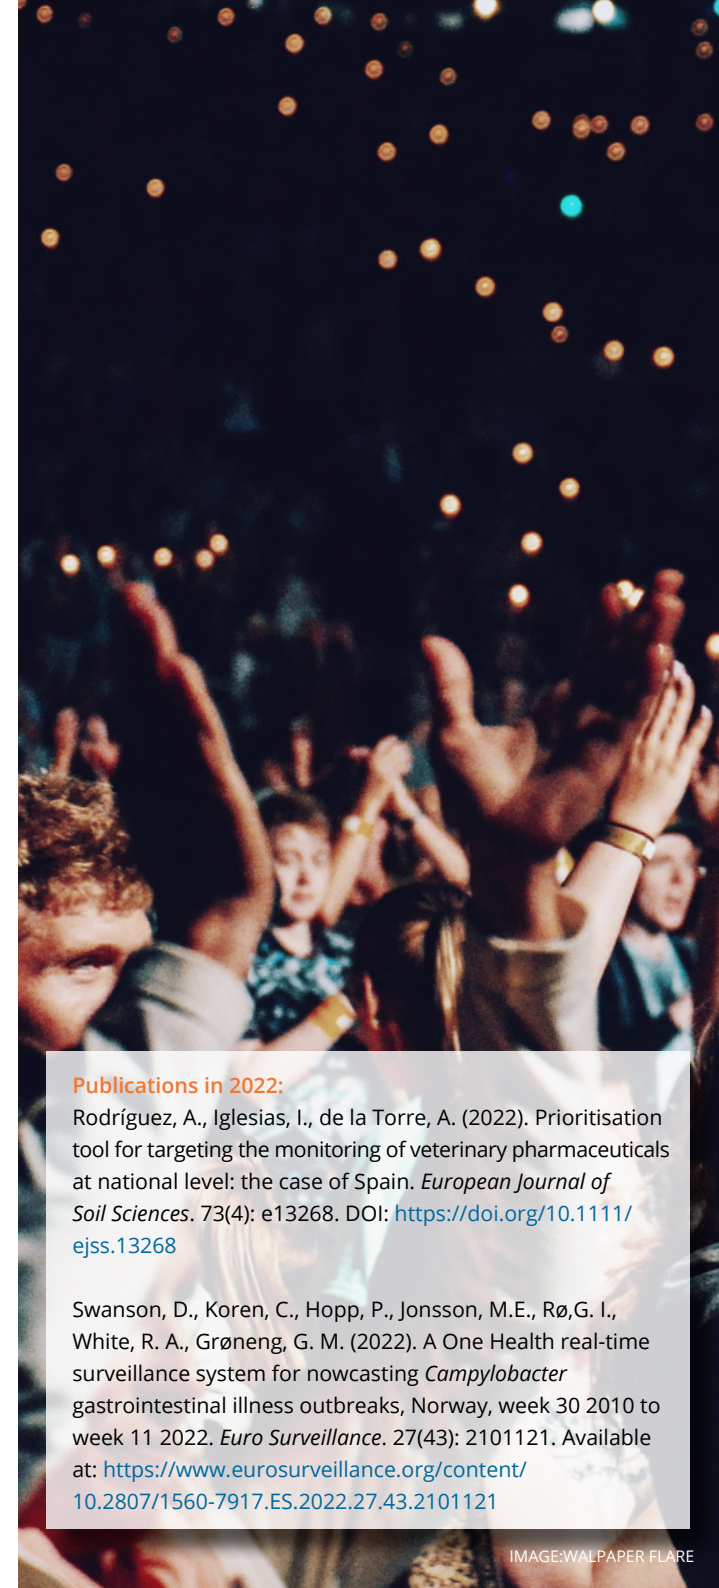 Publications in 2022:
Rodríguez, A., Iglesias, I., de la Torre, A. (2022). Prioritisation
tool for targeting the monitoring of veterinary pharmaceuticals
at national level: the case of Spain. European Journal of
Soil Sciences. 73(4): e13268. DOI: https://doi.org/10.1111/
ejss.13268
Swanson, D., Koren, C., Hopp, P., Jonsson, M.E., Rø,G. I.,
White, R. A., Grøneng, G. M. (2022). A One Health real-time
surveillance system for nowcasting Campylobacter
gastrointestinal illness outbreaks, Norway, week 30 2010 to
week 11 2022. Euro Surveillance. 27(43): 2101121. Available
at: https://www.eurosurveillance.org/content/
10.2807/1560-7917.ES.2022.27.43.2101121
IMAGE:WALPAPER FLARE